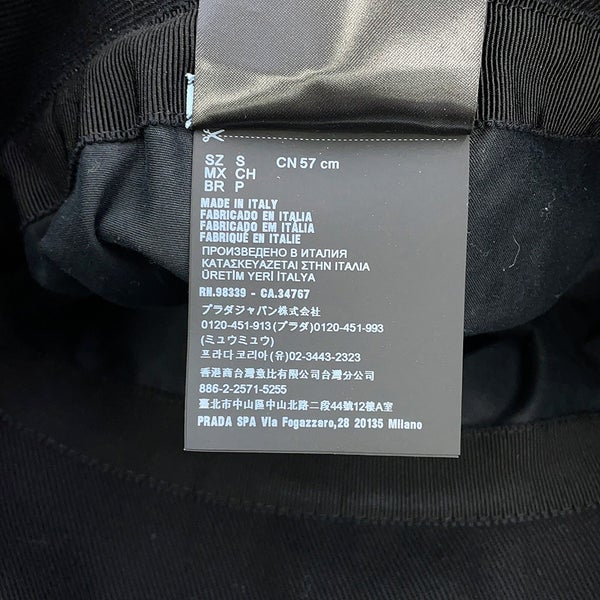 SZ S CN 57 cm
MX CH
BR P
MADE IN ITALY
FABRICADO EN ITALIA
FABRICADO EM ITÁLIA
FABRIQUÉ EN ITALIE
ПРОИЗВЕДЕНО В ИТАЛИЯ
ΚΑΤΑΣΚΕΥΑΖΕΤΑΙ ΣΤΗΝ ΙΤΑΛΙΑ
ÜRETİM YERİ İTALYA
RN.98339 - CA.34767
プラダジャパン株式会社
0120-451-913(プラダ)0120-451-993
(ミュウミュウ)
프라다코리아(유)02-3443-2323
香港商台灣意比有限公司台灣分公司
886-2-2571-5255
臺北市中山區中山北路二段44號12樓A室
PRADA SPA Via Fogazzaro,28 20135 Milano